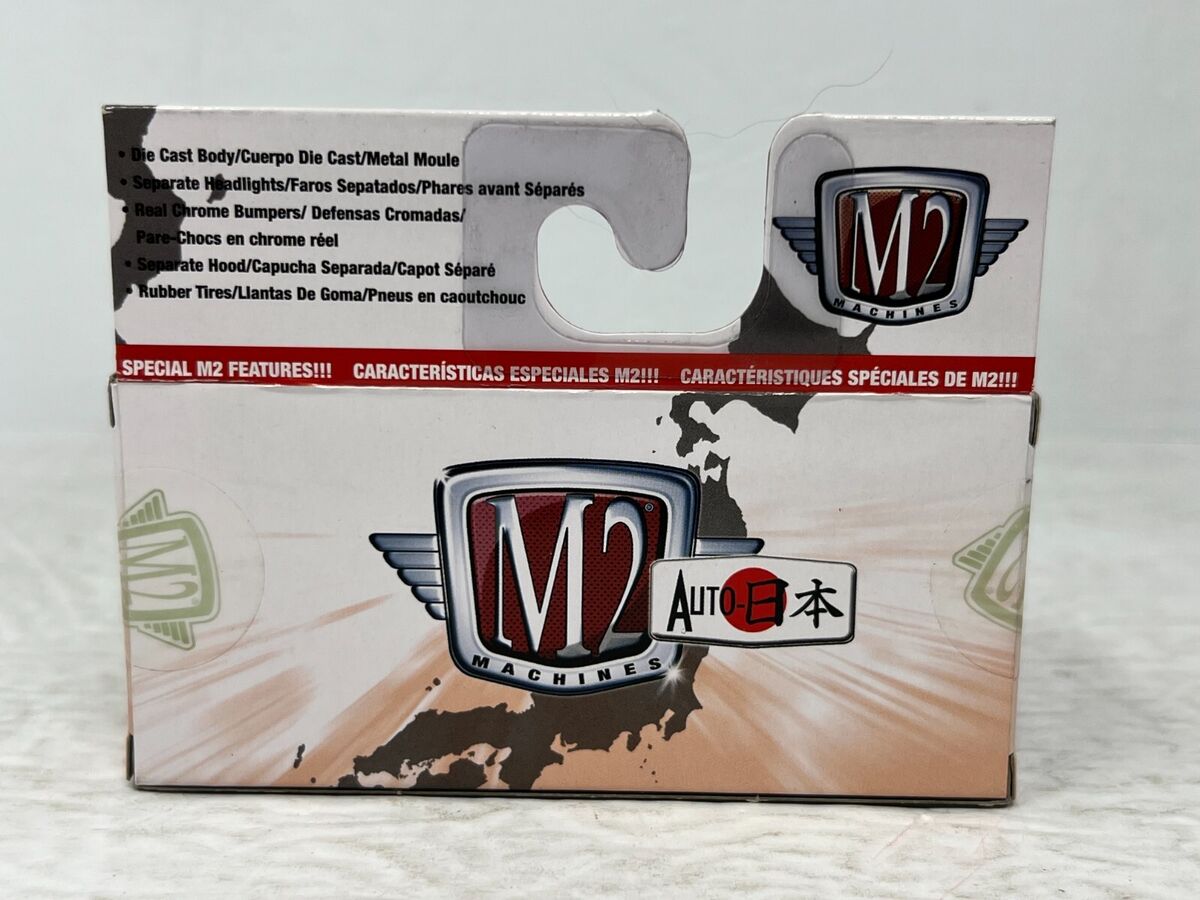 • Die Cast Body/Cuerpo Die Cast/Metal Moule
• Separate Headlights/Faros Sepatados/Phares avant Séparés
• Real Chrome Bumpers/ Defensas Cromadas/
Pare-Chocs en chrome réel
• Separate Hood/Capucha Separada/Capot Séparé
• Rubber Tires/Llantas De Goma/Pneus en caoutchouc
M2
MACHINES
SPECIAL M2 FEATURES!!! CARACTERÍSTICAS ESPECIALES M2!!! CARACTÉRISTIQUES SPÉCIALES DE M2!!!
M2®
MACHINES
AUTO-日本
M2
M2